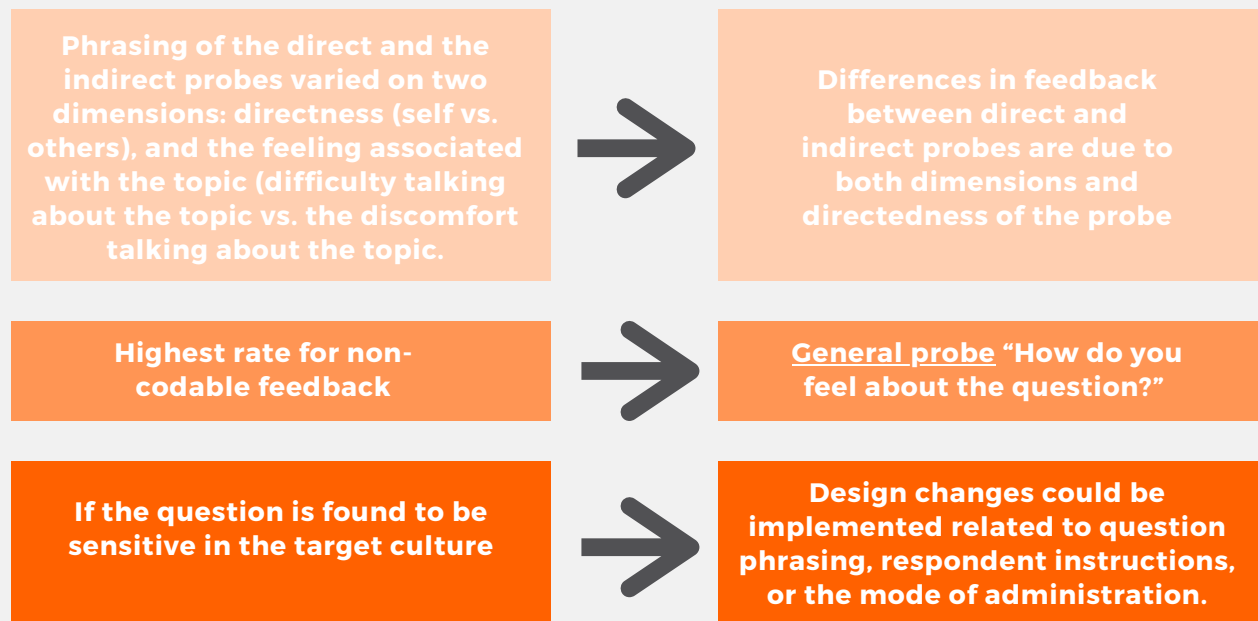 Phrasing of the direct and the
indirect probes varied on two
dimensions: directness (self vs.
others), and the feeling associated
with the topic (difficulty talking
about the topic vs. the discomfort
talking about the topic.
Differences in feedback
between direct and
indirect probes are due to
both dimensions and
directedness of the probe
Highest rate for non-
codable feedback
General probe “How do you
feel about the question?”
If the question is found to be
sensitive in the target culture
Design changes could be
implemented related to question
phrasing, respondent instructions,
or the mode of administration.